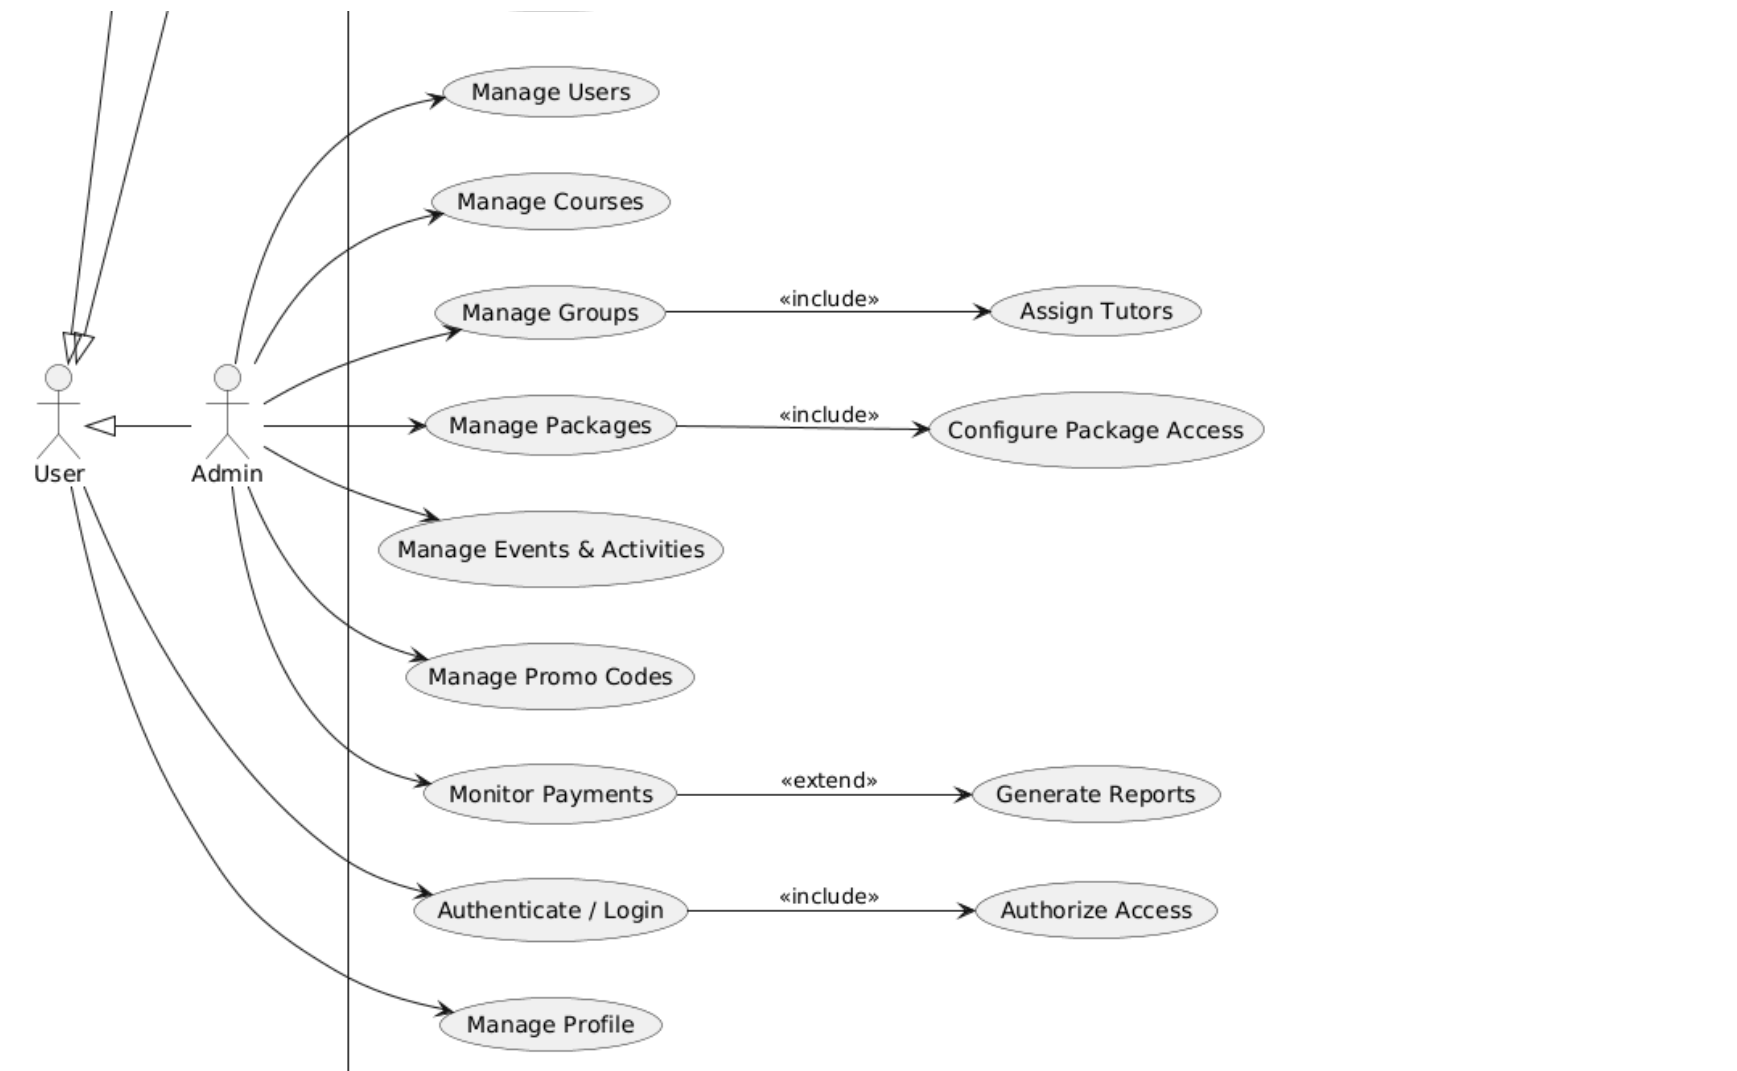 Manage Users
Manage Courses
Manage Groups
«include»
Assign Tutors
Manage Packages
«include»
Configure Package Access
User
Admin
Manage Events & Activities
Manage Promo Codes
Monitor Payments
«extend»
Generate Reports
Authenticate / Login
«include»
Authorize Access
Manage Profile